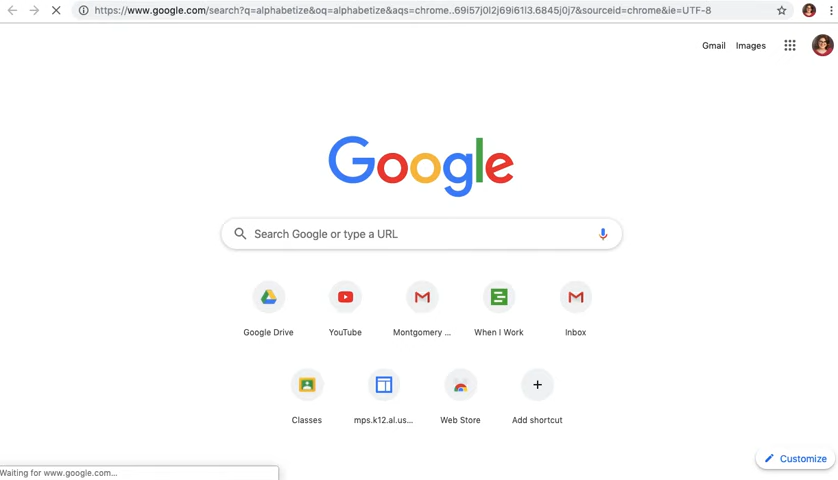 https://www.google.com/search?q=alphabetize&oq=alphabetize&aqs=chrome..69i57j0l2j69i61l3.6845j0j7&sourceid=chrome&ie=UTF-8
Gmail Images
Google
Search Google or type a URL
Google Drive YouTube Montgomery ... When I Work Inbox
Classes mps.k12.al.us... Web Store Add shortcut
Customize
Waiting for www.google.com...